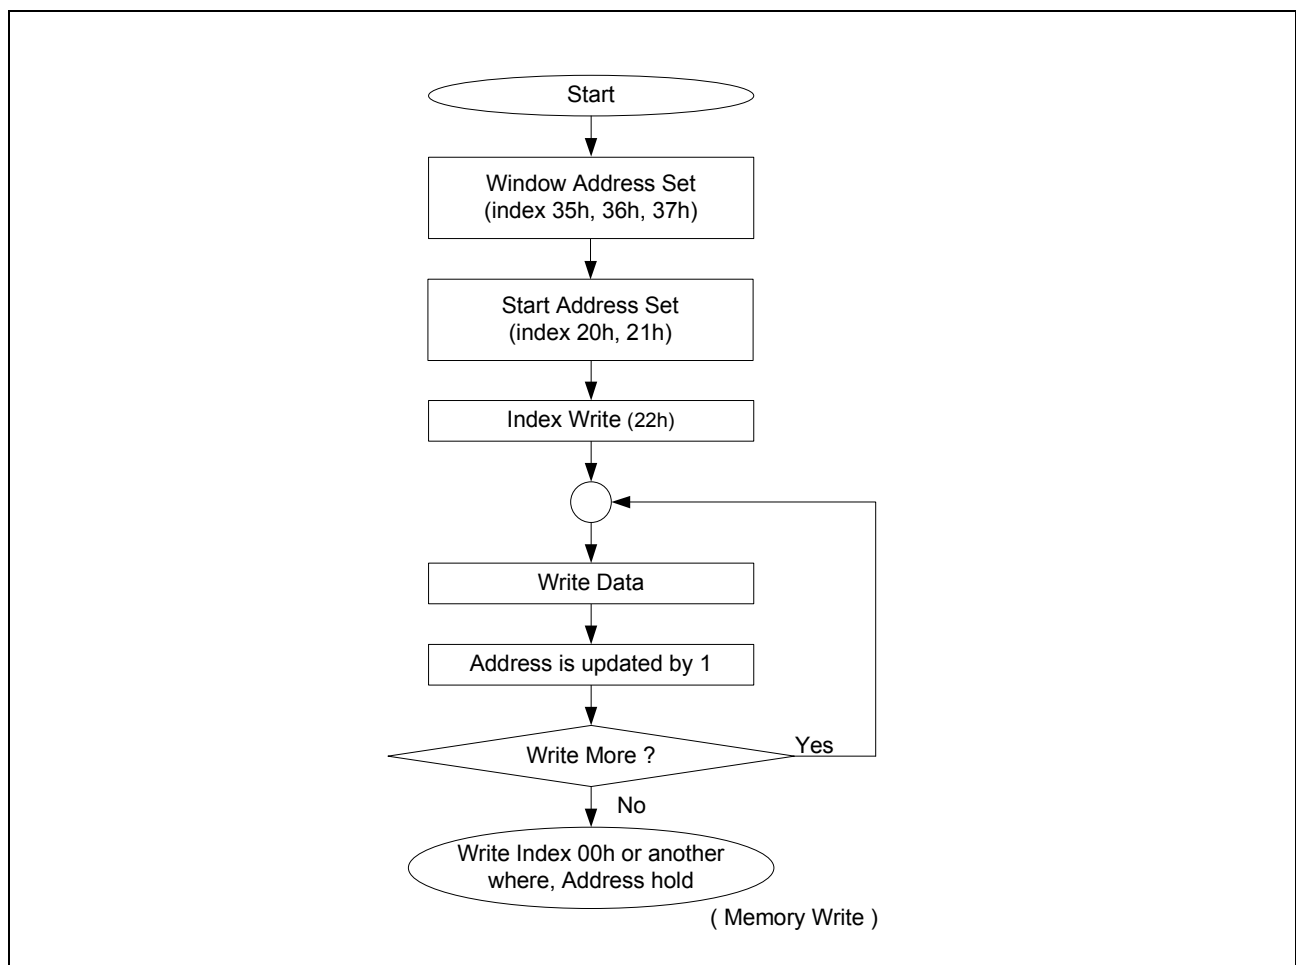 Start
Window Address Set
(index 35h, 36h, 37h)
Start Address Set
(index 20h, 21h)
Index Write (22h)
Write Data
Address is updated by 1
Write More ?
Yes
No
Write Index 00h or another
where, Address hold
( Memory Write )